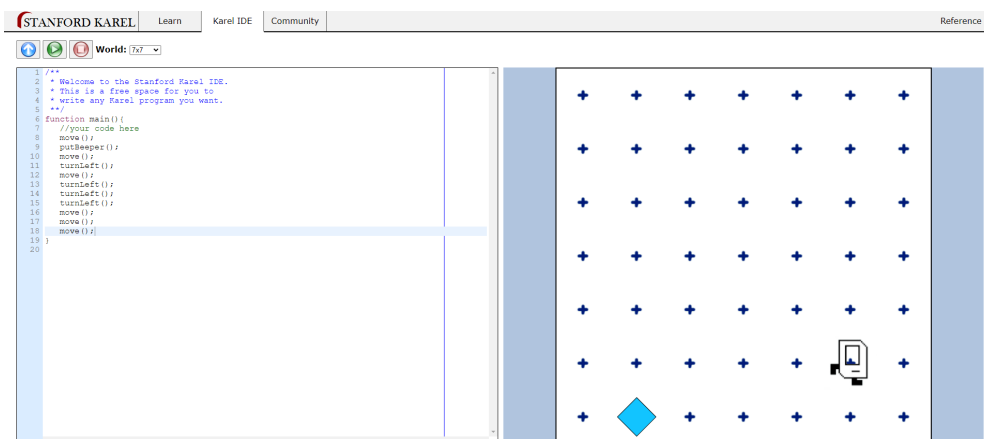 STANFORD KAREL Learn Karel IDE Community Reference
World: 7x7
1 /**
2 * Welcome to the Stanford Karel IDE.
3 * This is a free space for you to
4 * write any Karel program you want.
5 **/
6 function main(){
7 //your code here
8 move();
9 putBeeper();
10 move();
11 turnLeft();
12 move();
13 turnLeft();
14 turnLeft();
15 turnLeft();
16 move();
17 move();
18 move();
19 }
20